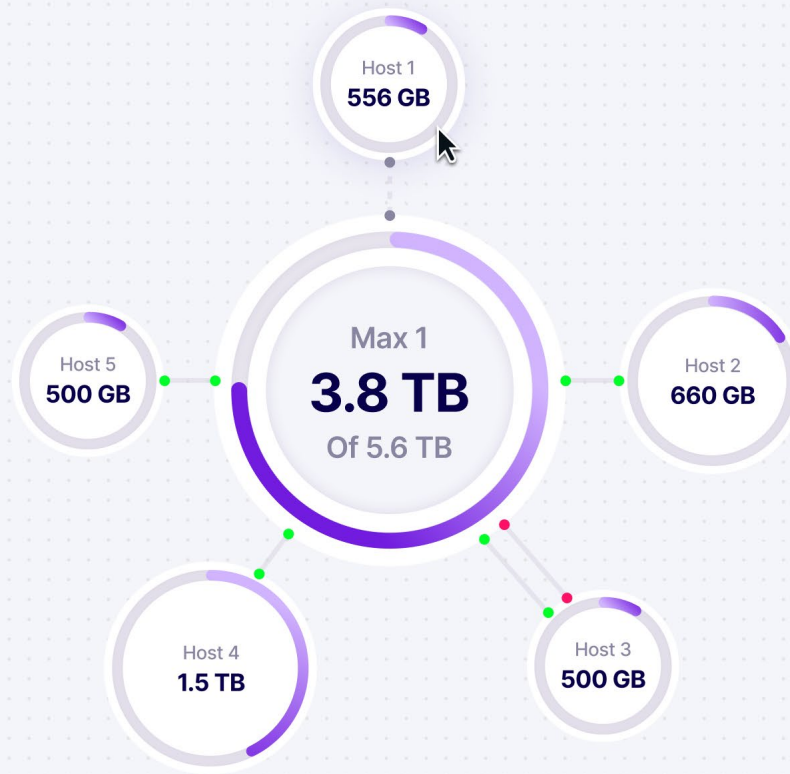 Host 1
556 GB
Max 1
3.8 TB
Of 5.6 TB
Host 5
500 GB
Host 2
660 GB
Host 4
1.5 TB
Host 3
500 GB